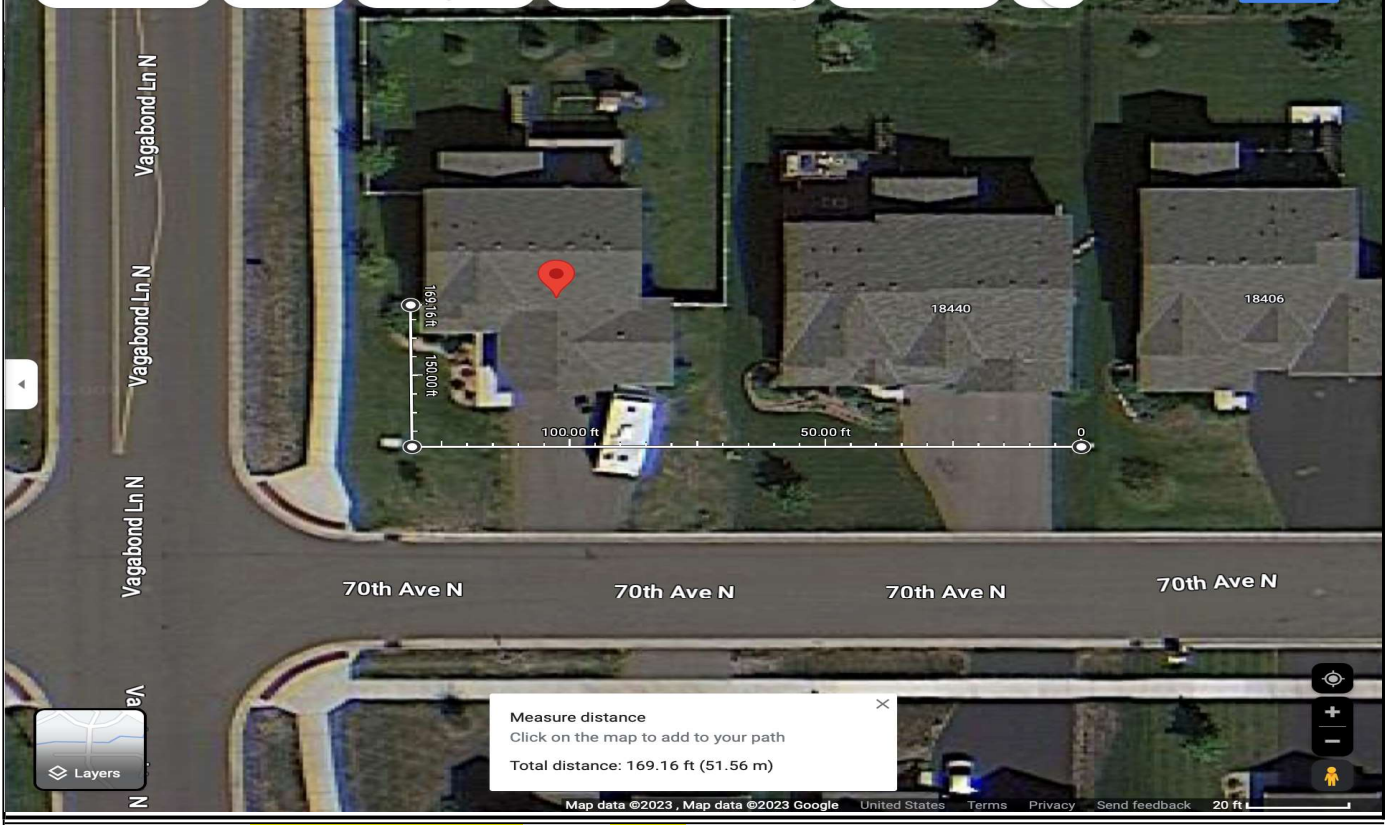 Vagabond Ln N
Vagabond Ln N
18440
18406
169.16 ft
150.00 ft
100.00 ft
50.00 ft
0
Vagabond Ln N
70th Ave N
70th Ave N
70th Ave N
70th Ave N
Va
N
Layers
Measure distance
Click on the map to add to your path
Total distance: 169.16 ft (51.56 m)
Map data ©2023 , Map data ©2023 Google United States Terms Privacy Send feedback 20 ft